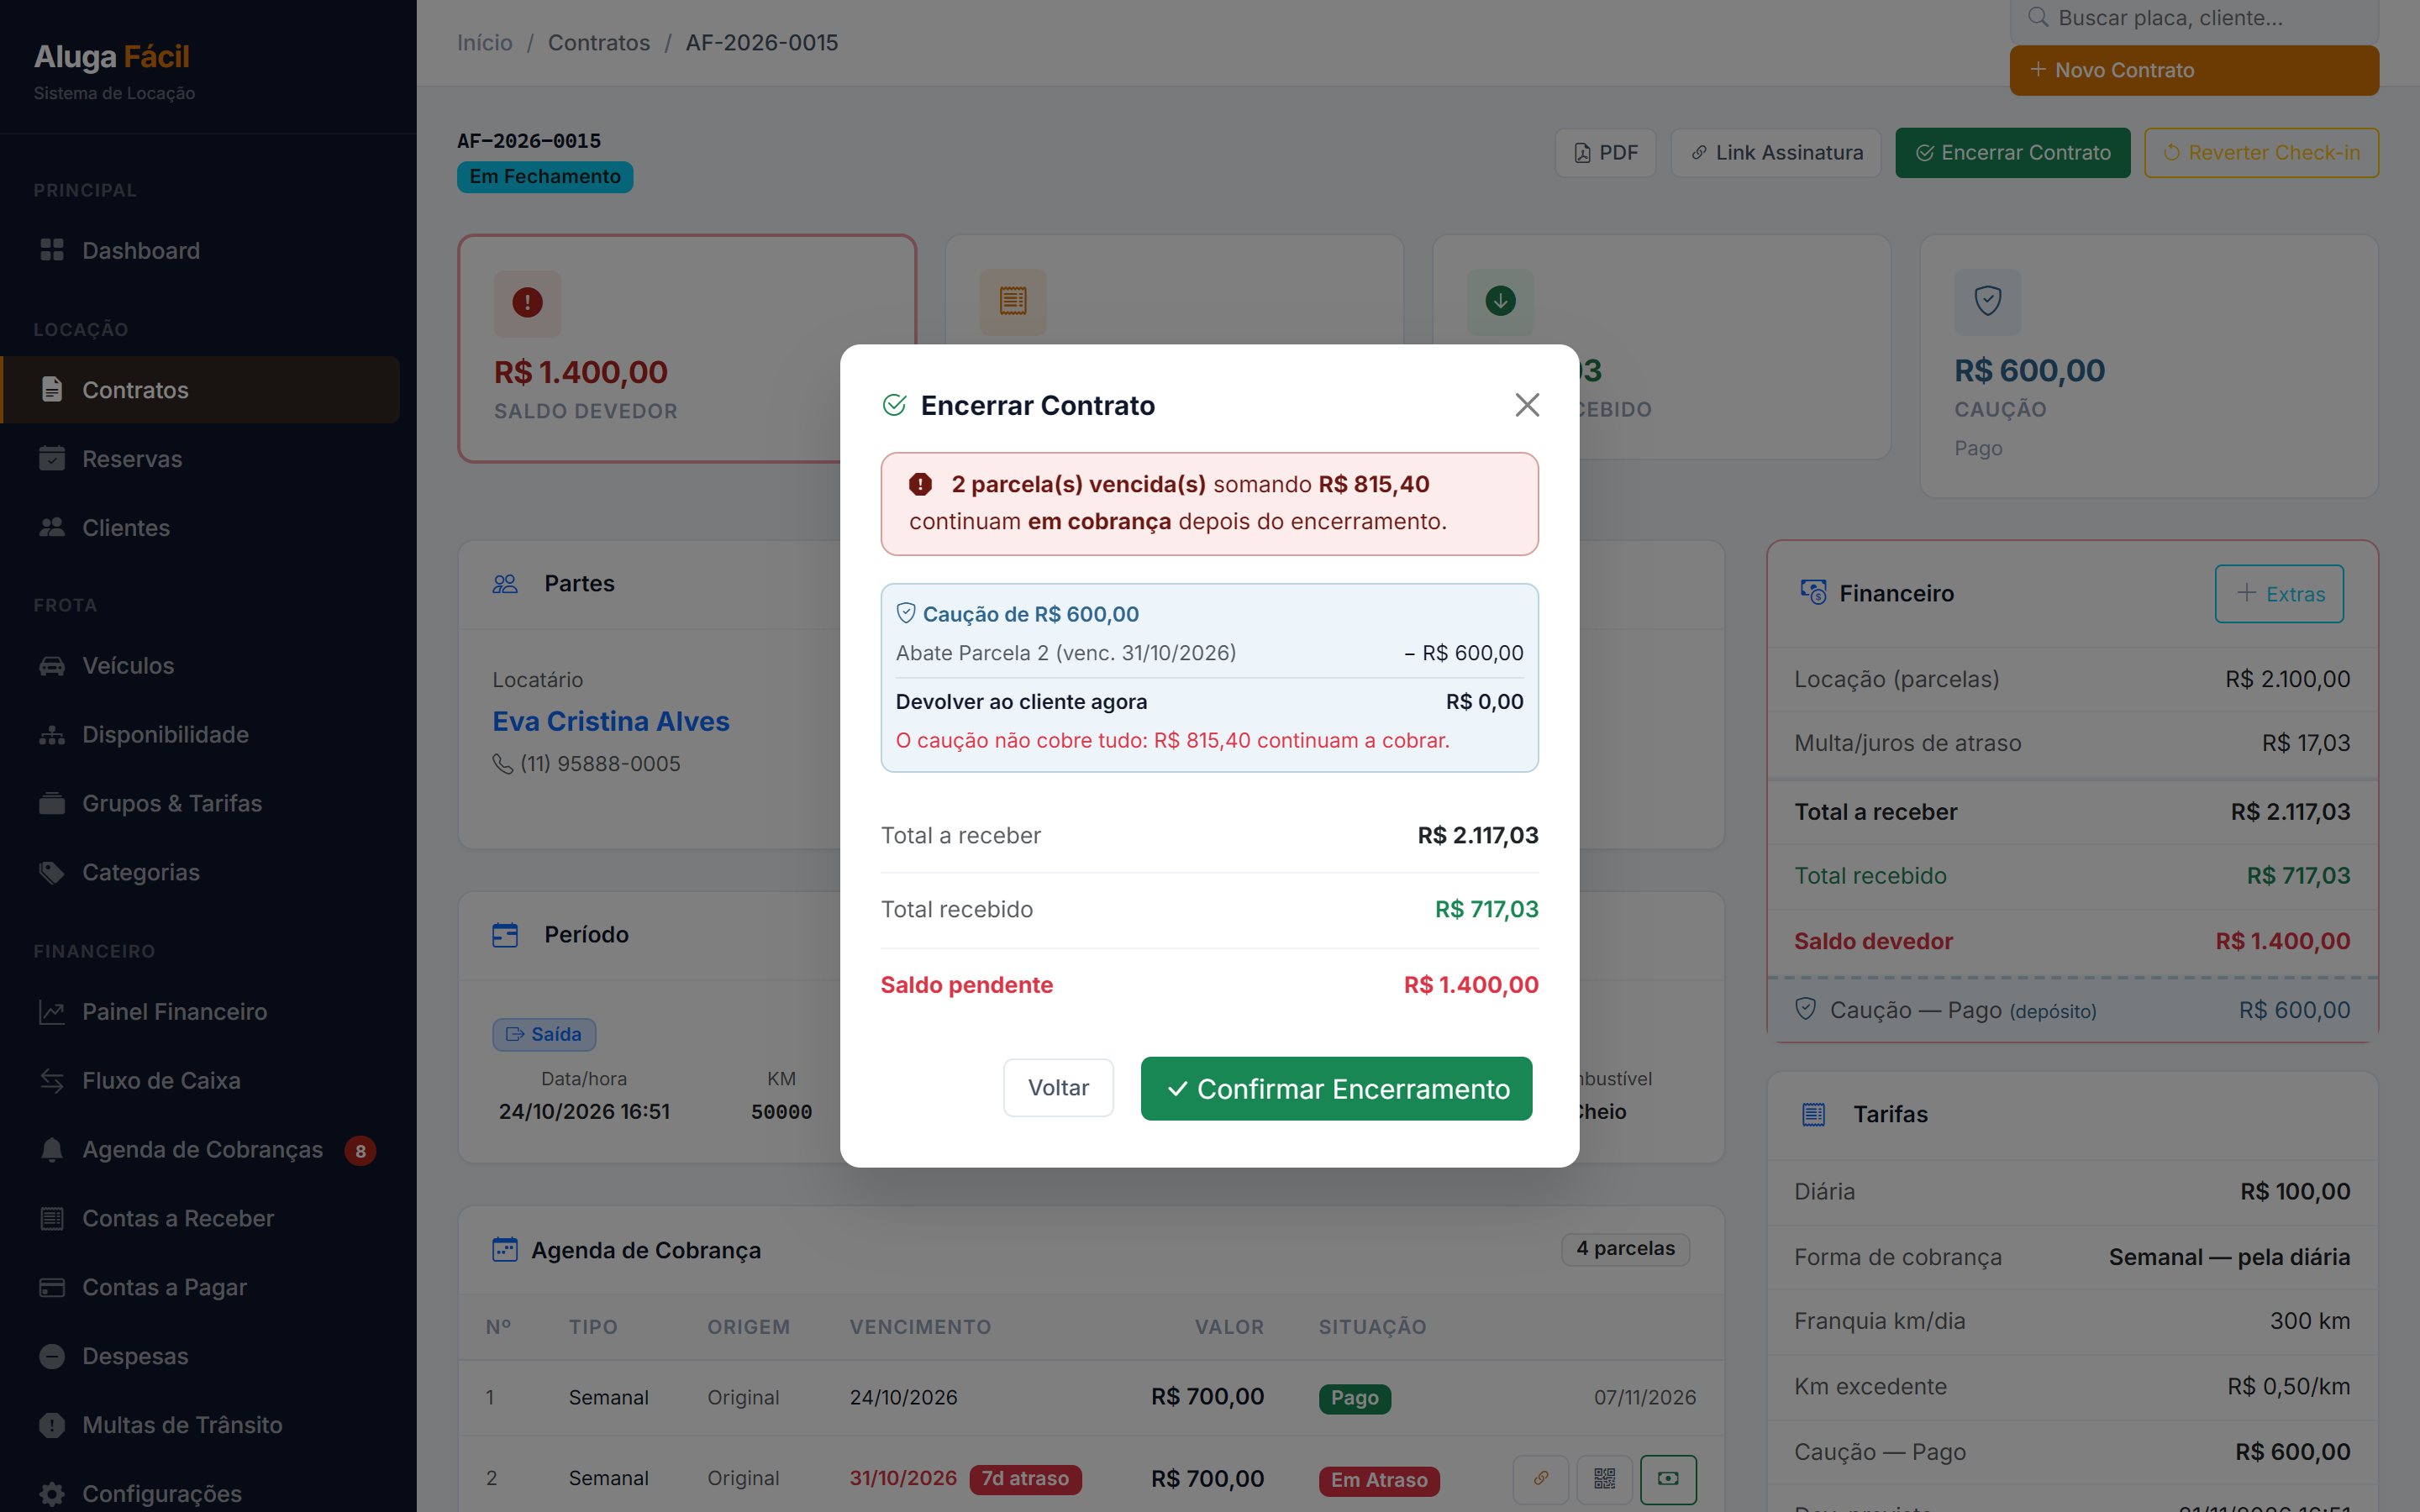 Aluga Fácil
Sistema de Locação
PRINCIPAL
Dashboard
LOCAÇÃO
Contratos
Reservas
Clientes
FROTA
Veículos
Disponibilidade
Grupos & Tarifas
Categorias
FINANCEIRO
Painel Financeiro
Fluxo de Caixa
Agenda de Cobranças 8
Contas a Receber
Contas a Pagar
Despesas
Multas de Trânsito
Configurações
Início / Contratos / AF-2026-0015
Buscar placa, cliente...
Novo Contrato
AF-2026-0015
Em Fechamento
PDF
Link Assinatura
Encerrar Contrato
Reverter Check-in
R$ 1.400,00
SALDO DEVEDOR
R$ 600,00
CAUÇÃO
Pago
Encerrar Contrato
2 parcela(s) vencida(s) somando R$ 815,40
continuam em cobrança depois do encerramento.
Caução de R$ 600,00
Abate Parcela 2 (venc. 31/10/2026) – R$ 600,00
Devolver ao cliente agora R$ 0,00
O caução não cobre tudo: R$ 815,40 continuam a cobrar.
Total a receber R$ 2.117,03
Total recebido R$ 717,03
Saldo pendente R$ 1.400,00
Voltar
Confirmar Encerramento
Partes
Locatário
Eva Cristina Alves
(11) 95888-0005
Período
Saída
Data/hora KM
24/10/2026 16:51 50000
Cheio
Agenda de Cobrança 4 parcelas
Nº TIPO ORIGEM VENCIMENTO VALOR SITUAÇÃO
1 Semanal Original 24/10/2026 R$ 700,00 Pago 07/11/2026
2 Semanal Original 31/10/2026 7d atraso R$ 700,00 Em Atraso
Financeiro
Extras
Locação (parcelas) R$ 2.100,00
Multa/juros de atraso R$ 17,03
Total a receber R$ 2.117,03
Total recebido R$ 717,03
Saldo devedor R$ 1.400,00
Caução — Pago (depósito) R$ 600,00
Tarifas
Diária R$ 100,00
Forma de cobrança Semanal — pela diária
Franquia km/dia 300 km
Km excedente R$ 0,50/km
Caução — Pago R$ 600,00